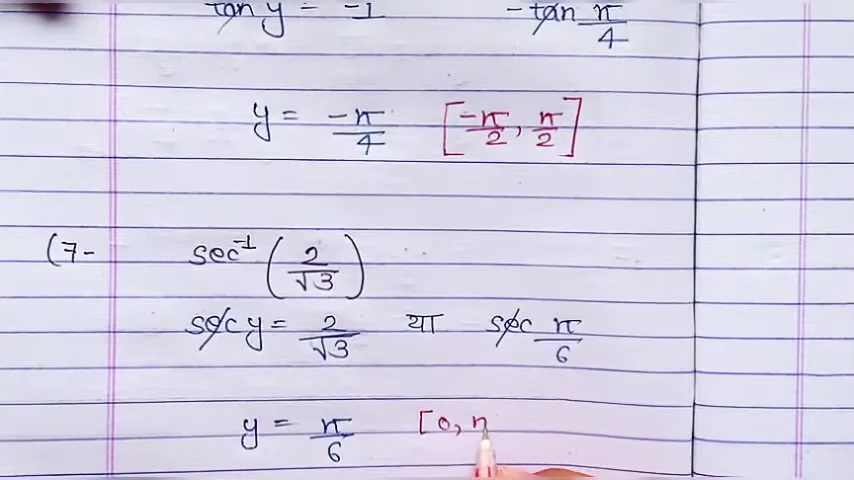 tan y = -1 -tan π/4
y = -π/4 [-π/2, π/2]
(7- sec⁻¹(2/√3)
sec y = 2/√3 या sec π/6
y = π/6 [0, π